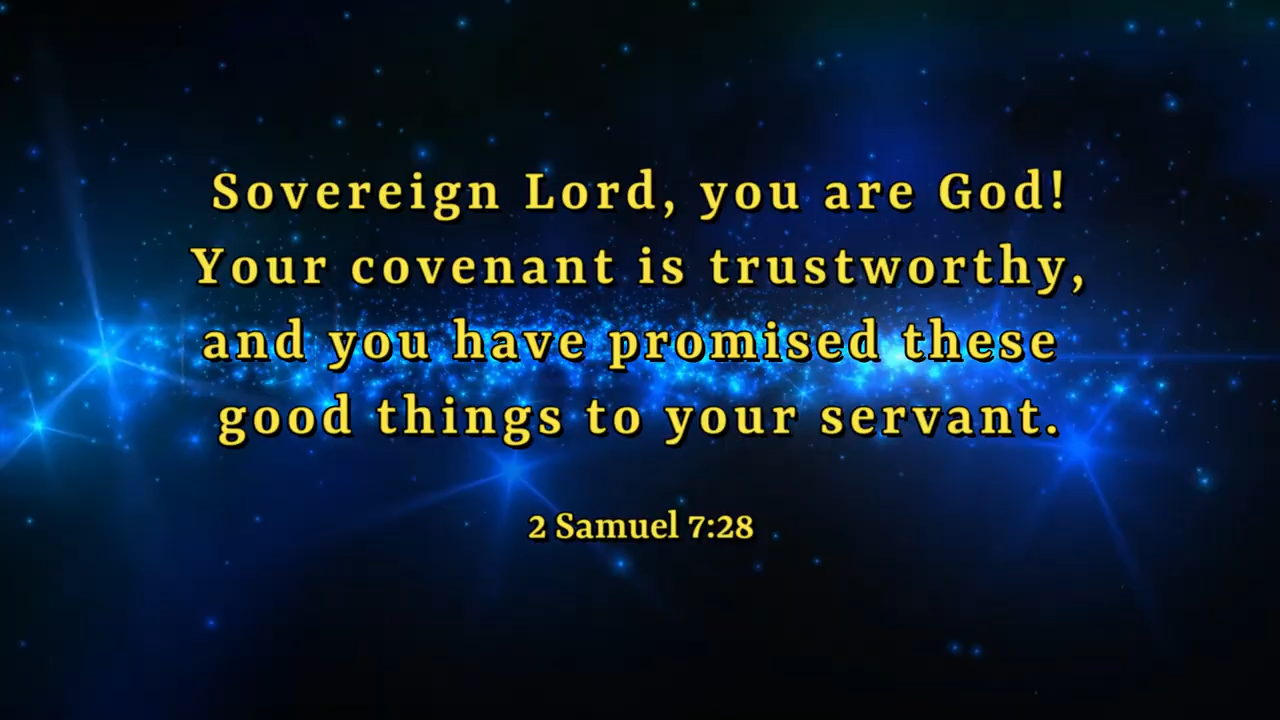 Sovereign Lord, you are God!
Your covenant is trustworthy,
and you have promised these
good things to your servant.
2 Samuel 7:28